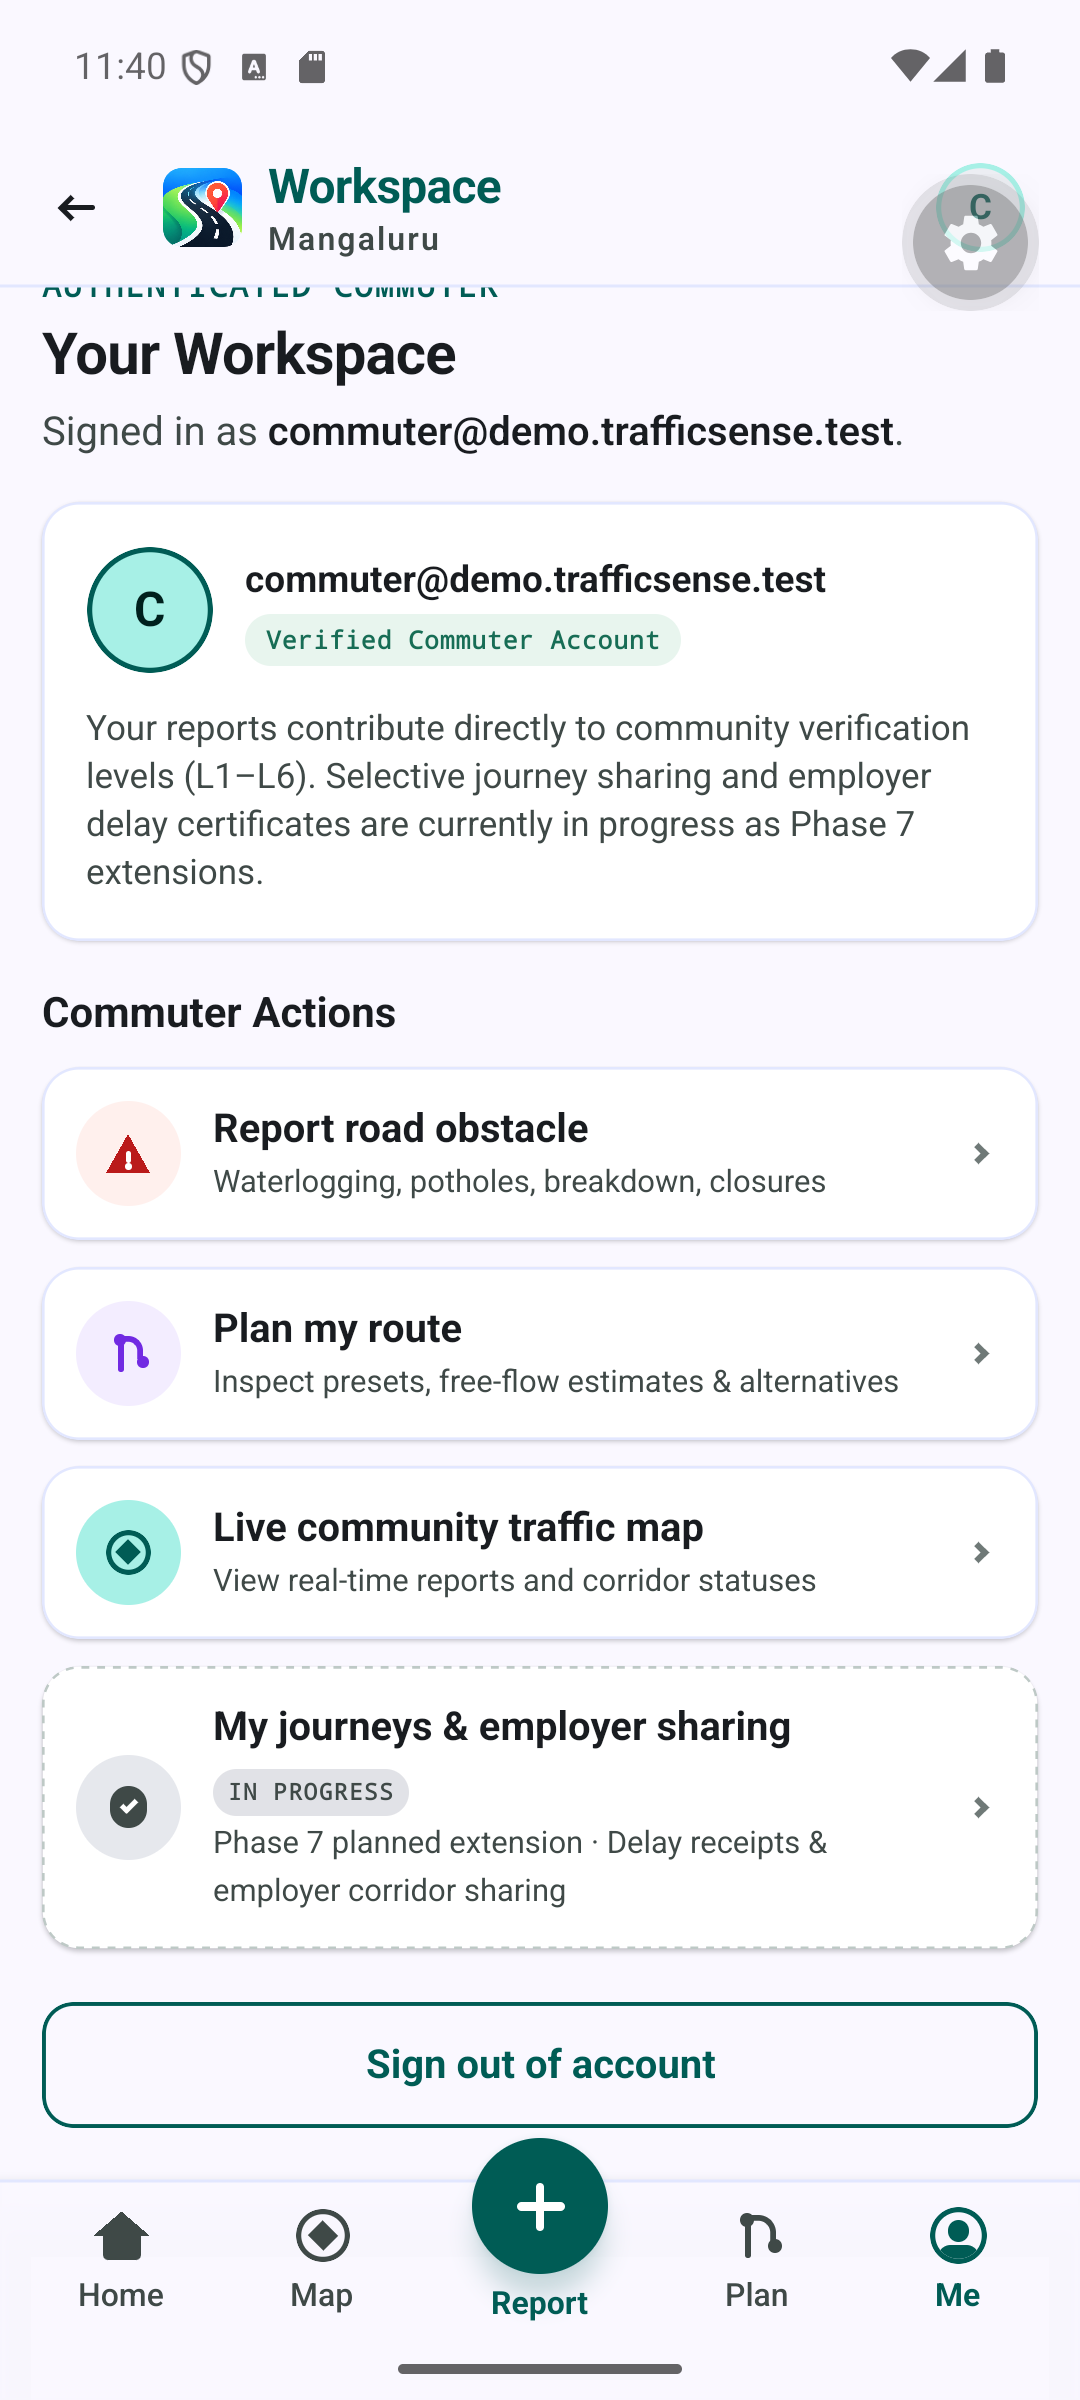 11:40
Workspace
Mangaluru
C
AUTHENTICATED COMMUTER
Your Workspace
Signed in as commuter@demo.trafficsense.test.
C
commuter@demo.trafficsense.test
Verified Commuter Account
Your reports contribute directly to community verification
levels (L1–L6). Selective journey sharing and employer
delay certificates are currently in progress as Phase 7
extensions.
Commuter Actions
Report road obstacle
Waterlogging, potholes, breakdown, closures
Plan my route
Inspect presets, free-flow estimates & alternatives
Live community traffic map
View real-time reports and corridor statuses
My journeys & employer sharing
IN PROGRESS
Phase 7 planned extension · Delay receipts &
employer corridor sharing
Sign out of account
Home
Map
Report
Plan
Me